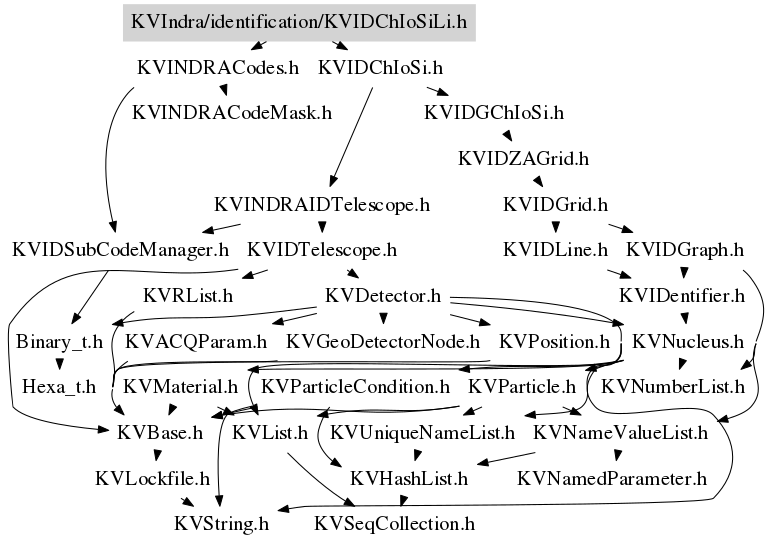 KVIndra/identification/KVIDChIoSiLi.h
KVINDRACodes.h KVIDChIoSi.h
KVINDRACodeMask.h KVIDGChIoSi.h
KVIDZAGrid.h
KVINDRAIDTelescope.h KVIDGrid.h
KVIDSubCodeManager.h KVIDTelescope.h KVIDLine.h KVIDGraph.h
KVRList.h KVDetector.h KVIDentifier.h
Binary_t.h KVACQParam.h KVGeoDetectorNode.h KVPosition.h KVNucleus.h
Hexa_t.h KVMaterial.h KVParticleCondition.h KVParticle.h KVNumberList.h
KVBase.h KVList.h KVUniqueNameList.h KVNameValueList.h
KVLockfile.h KVHashList.h KVNamedParameter.h
KVString.h KVSeqCollection.h